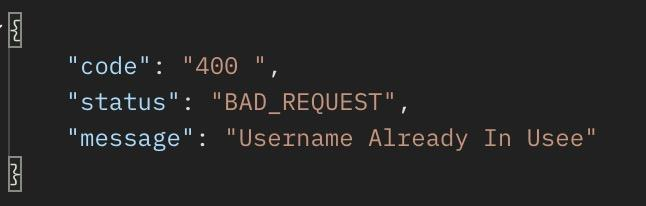 {
"code": "400 ",
"status": "BAD_REQUEST",
"message": "Username Already In Usee"
}